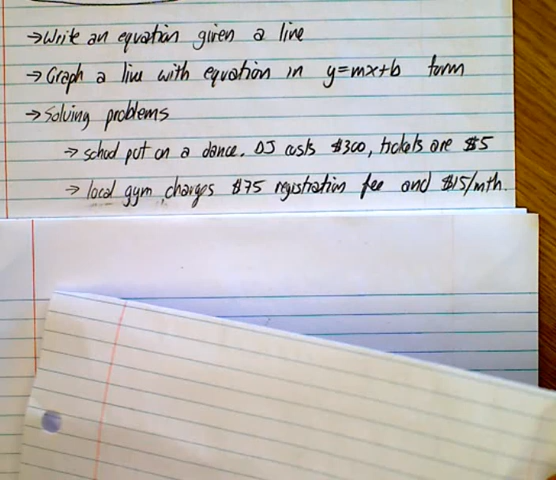 →Write an equation given a line
→Graph a line with equation in y=mx+b form
→Solving problems
→ school put on a dance. DJ costs $300, tickets are $5
→ local gym charges $75 registration fee and $15/mth.